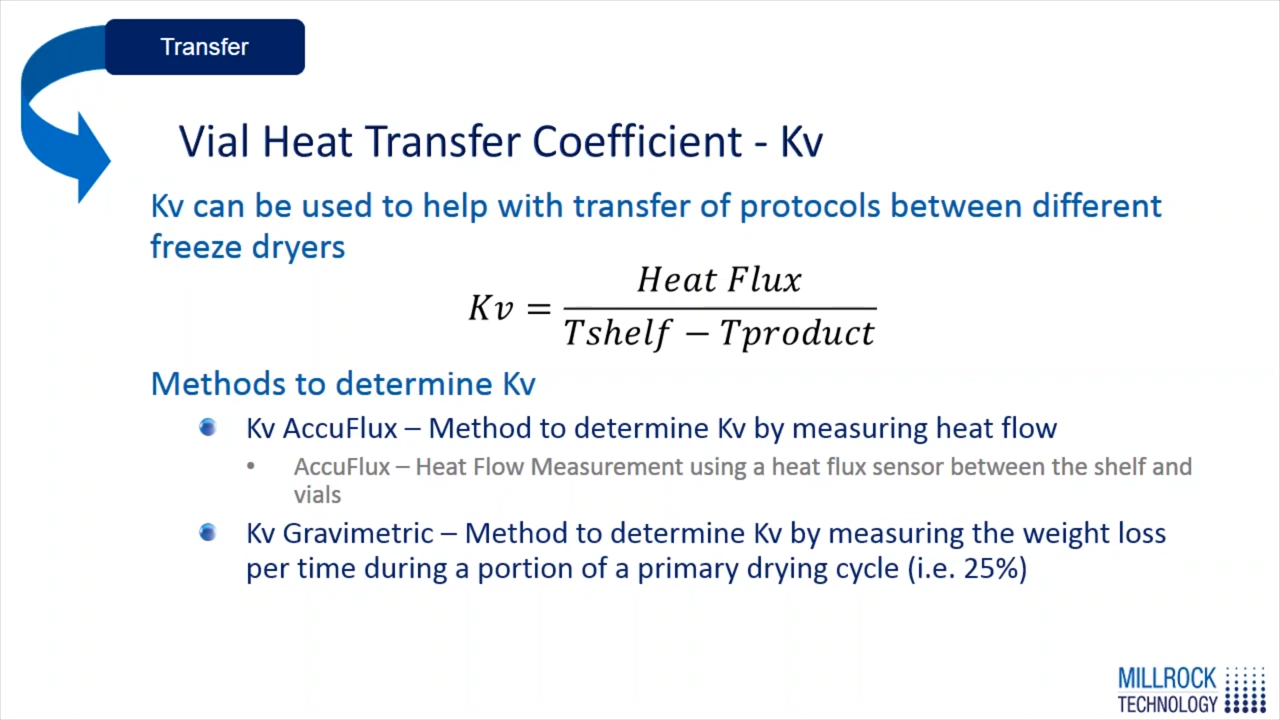 Transfer
Vial Heat Transfer Coefficient - Kv
Kv can be used to help with transfer of protocols between different
freeze dryers
Kv = Heat Flux / Tshelf − Tproduct
Methods to determine Kv
Kv AccuFlux – Method to determine Kv by measuring heat flow
• AccuFlux – Heat Flow Measurement using a heat flux sensor between the shelf and
vials
Kv Gravimetric – Method to determine Kv by measuring the weight loss
per time during a portion of a primary drying cycle (i.e. 25%)
MILLROCK
TECHNOLOGY